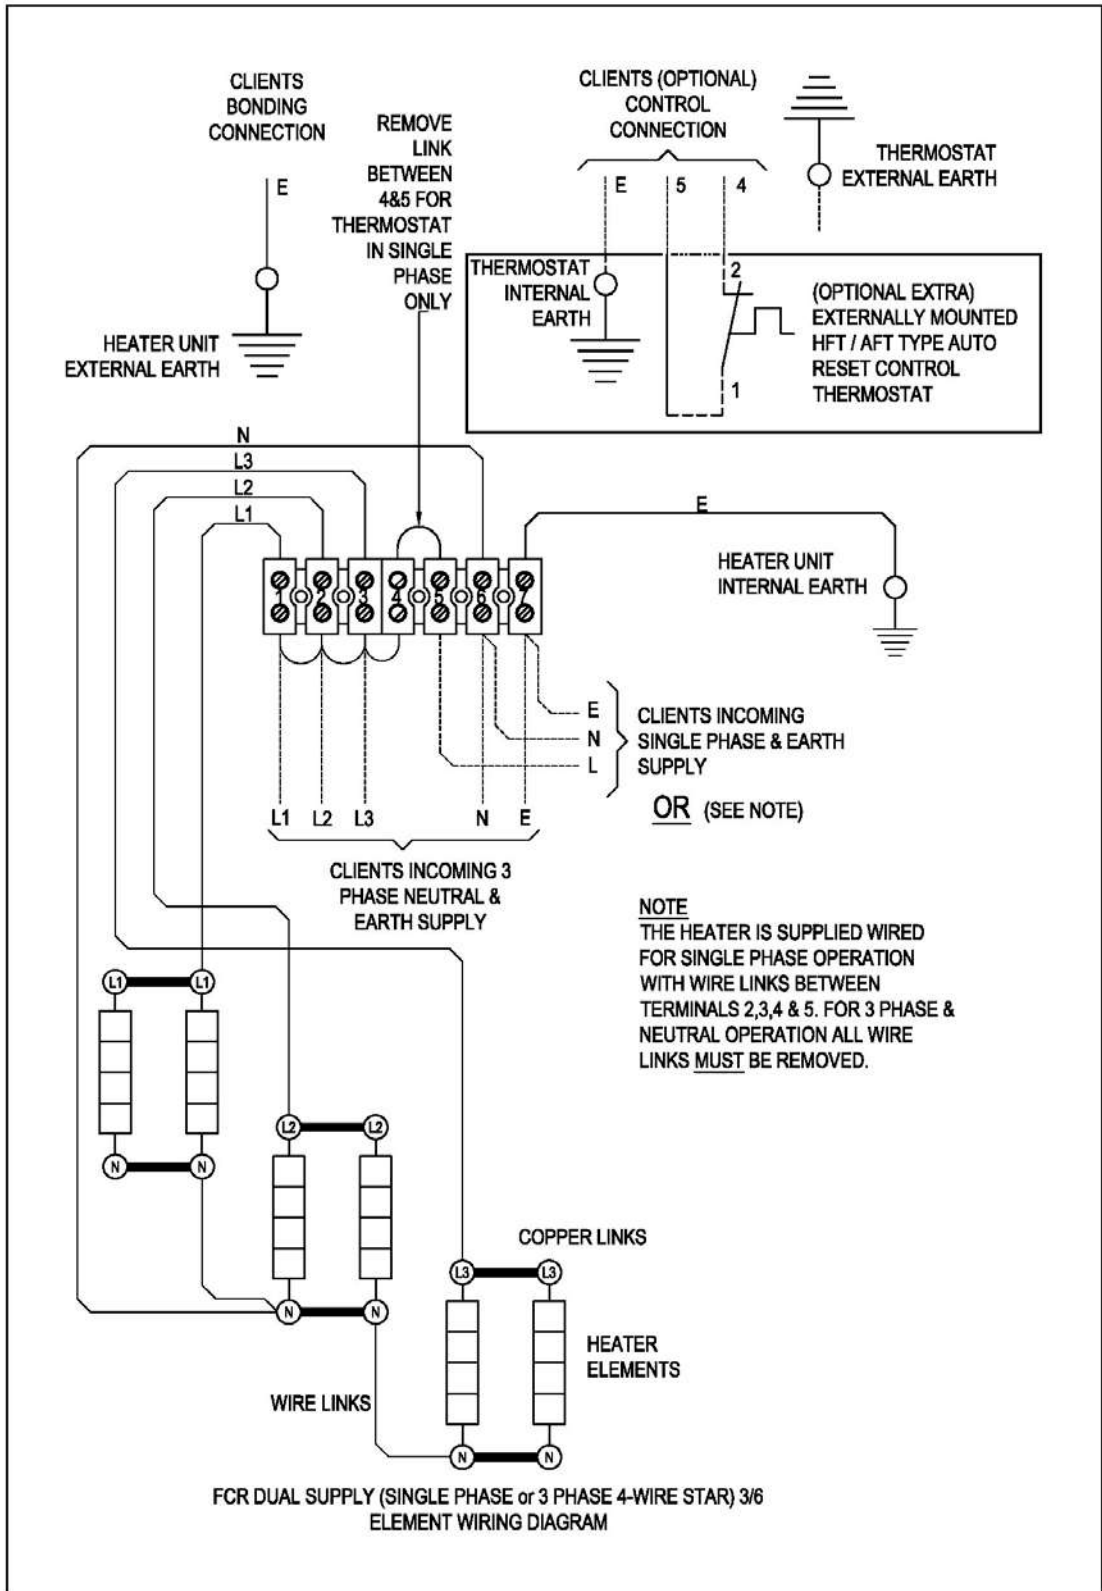 CLIENTS
BONDING
CONNECTION
E
HEATER UNIT
EXTERNAL EARTH
REMOVE
LINK
BETWEEN
4&5 FOR
THERMOSTAT
IN SINGLE
PHASE
ONLY
CLIENTS (OPTIONAL)
CONTROL
CONNECTION
E 5 4
THERMOSTAT
EXTERNAL EARTH
THERMOSTAT
INTERNAL
EARTH
2
1
(OPTIONAL EXTRA)
EXTERNALLY MOUNTED
HFT / AFT TYPE AUTO
RESET CONTROL
THERMOSTAT
N
L3
L2
L1
E
1 2 3 4 5 6 7
HEATER UNIT
INTERNAL EARTH
E
N
L
CLIENTS INCOMING
SINGLE PHASE & EARTH
SUPPLY
OR (SEE NOTE)
L1 L2 L3 N E
CLIENTS INCOMING 3
PHASE NEUTRAL &
EARTH SUPPLY
NOTE
THE HEATER IS SUPPLIED WIRED
FOR SINGLE PHASE OPERATION
WITH WIRE LINKS BETWEEN
TERMINALS 2,3,4 & 5. FOR 3 PHASE &
NEUTRAL OPERATION ALL WIRE
LINKS MUST BE REMOVED.
L1 L1
N N
L2 L2
N N
COPPER LINKS
L3 L3
HEATER
ELEMENTS
WIRE LINKS
N N
FCR DUAL SUPPLY (SINGLE PHASE or 3 PHASE 4-WIRE STAR) 3/6
ELEMENT WIRING DIAGRAM